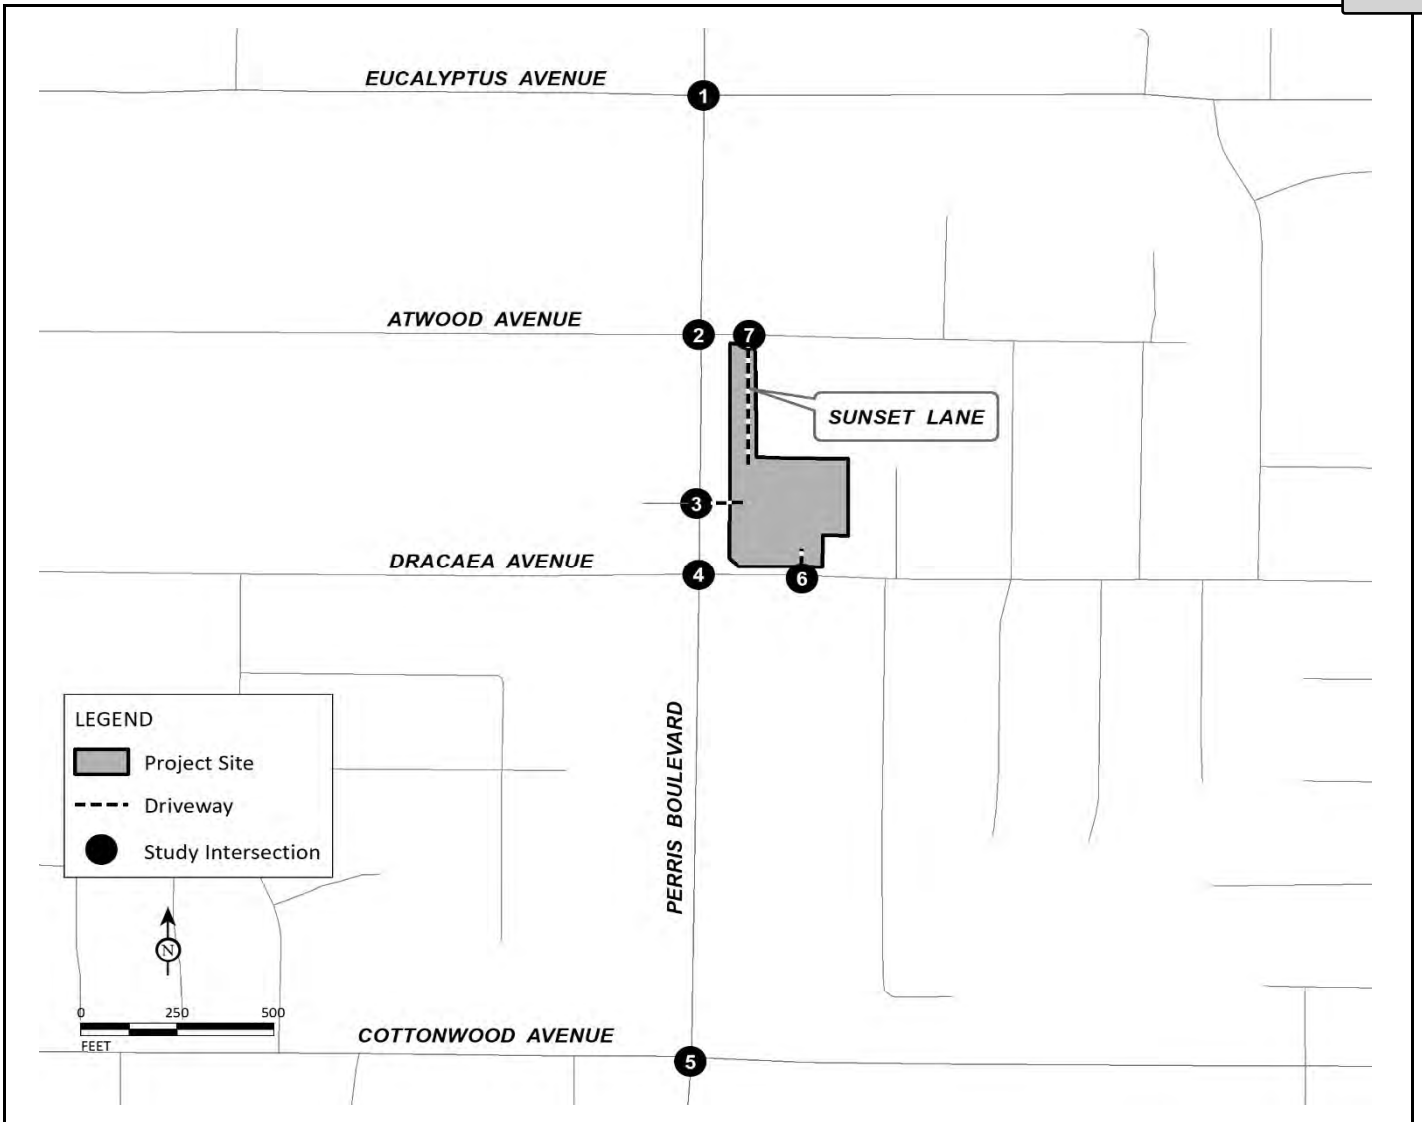 EUCALYPTUS AVENUE
1
ATWOOD AVENUE
2
7
SUNSET LANE
3
DRACAEA AVENUE
4
6
PERRIS BOULEVARD
LEGEND
Project Site
Driveway
Study Intersection
N
0 250 500
FEET
COTTONWOOD AVENUE
5